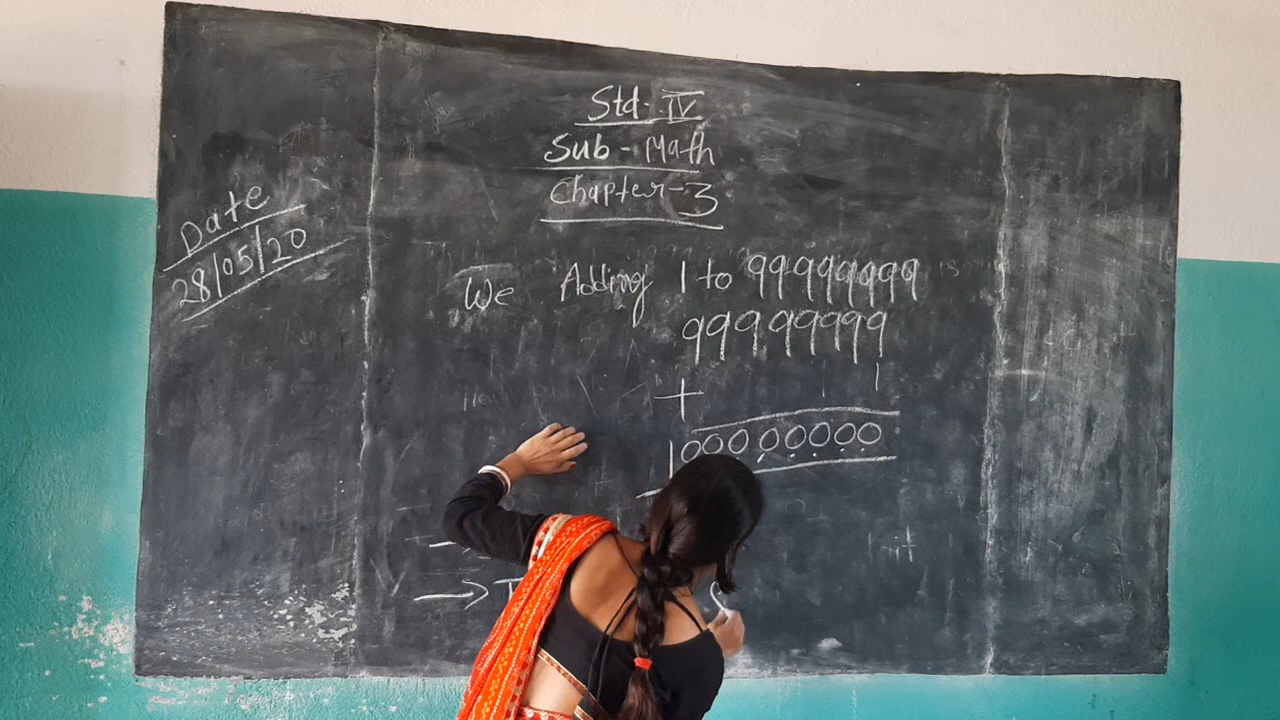 Std - IV
Sub - Math
Chapter - 3
Date
28/05/20
We Adding 1 to 99999999
99999999
+ 1
100000000
→